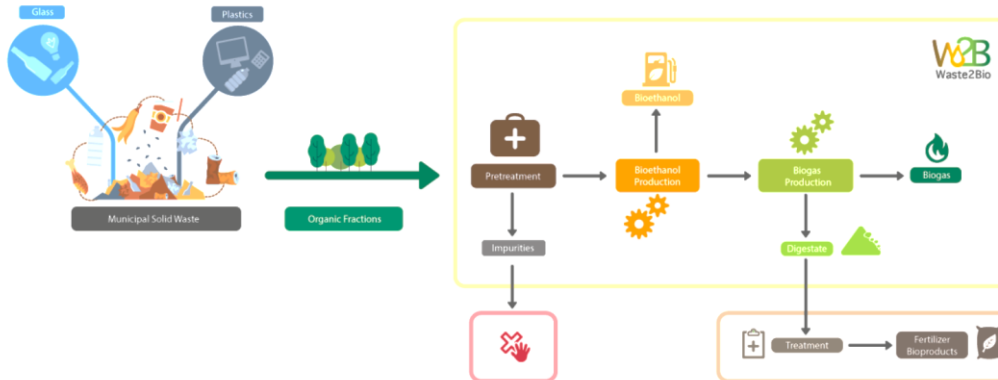 Glass
Plastics
Municipal Solid Waste
Organic Fractions
W2B
Waste2Bio
Bioethanol
Pretreatment
Bioethanol
Production
Biogas
Production
Biogas
Impurities
Digestate
Treatment
Fertilizer
Bioproducts